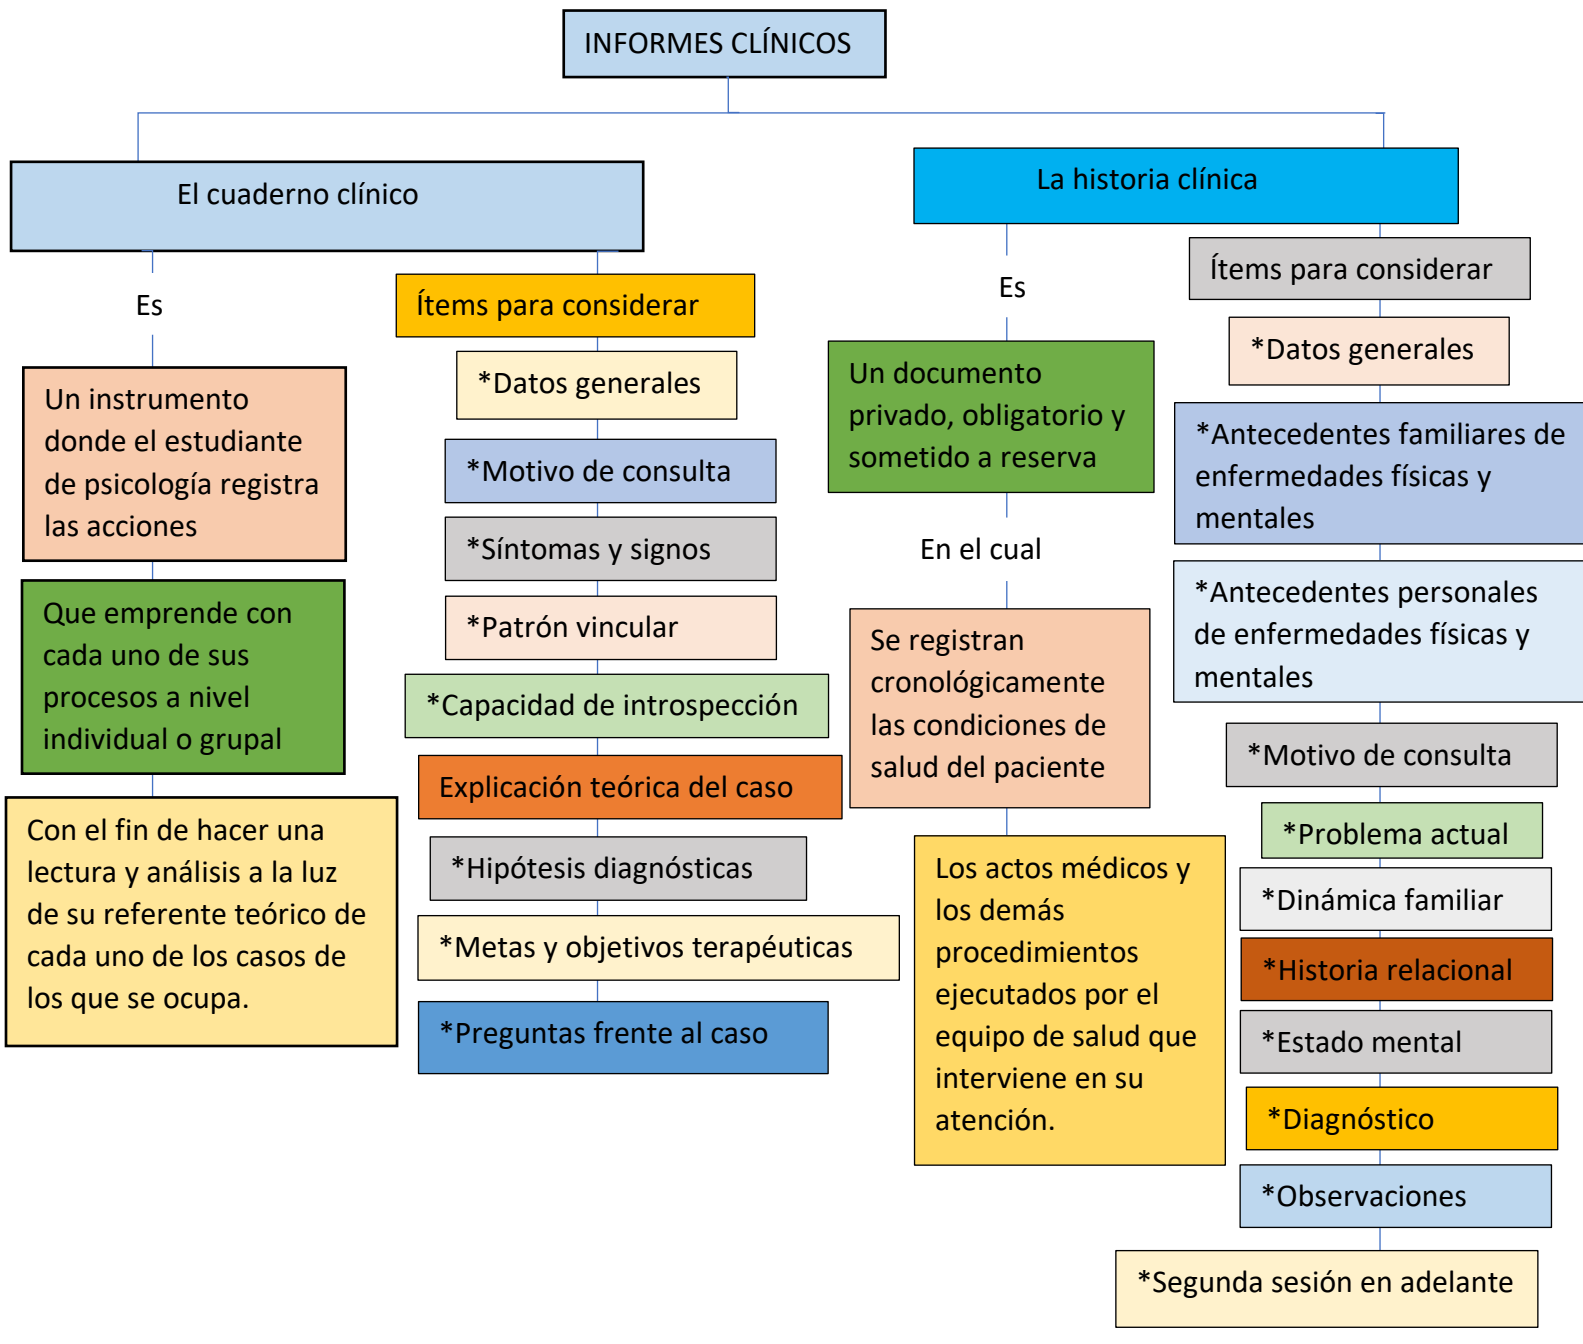 INFORMES CLÍNICOS
El cuaderno clínico
Es
Un instrumento
donde el estudiante
de psicología registra
las acciones
Que emprende con
cada uno de sus
procesos a nivel
individual o grupal
Con el fin de hacer una
lectura y análisis a la luz
de su referente teórico de
cada uno de los casos de
los que se ocupa.
Ítems para considerar
*Datos generales
*Motivo de consulta
*Síntomas y signos
*Patrón vincular
*Capacidad de introspección
Explicación teórica del caso
*Hipótesis diagnósticas
*Metas y objetivos terapéuticas
*Preguntas frente al caso
La historia clínica
Es
Un documento
privado, obligatorio y
sometido a reserva
En el cual
Se registran
cronológicamente
las condiciones de
salud del paciente
Los actos médicos y
los demás
procedimientos
ejecutados por el
equipo de salud que
interviene en su
atención.
Ítems para considerar
*Datos generales
*Antecedentes familiares de
enfermedades físicas y
mentales
*Antecedentes personales
de enfermedades físicas y
mentales
*Motivo de consulta
*Problema actual
*Dinámica familiar
*Historia relacional
*Estado mental
*Diagnóstico
*Observaciones
*Segunda sesión en adelante